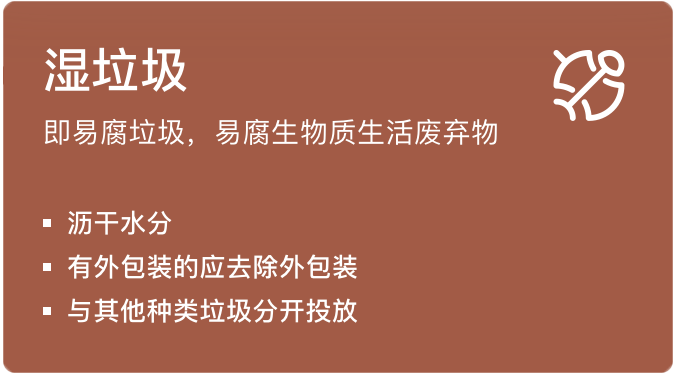 湿垃圾
即易腐垃圾，易腐生物质生活废弃物
沥干水分
有外包装的应去除外包装
与其他种类垃圾分开投放